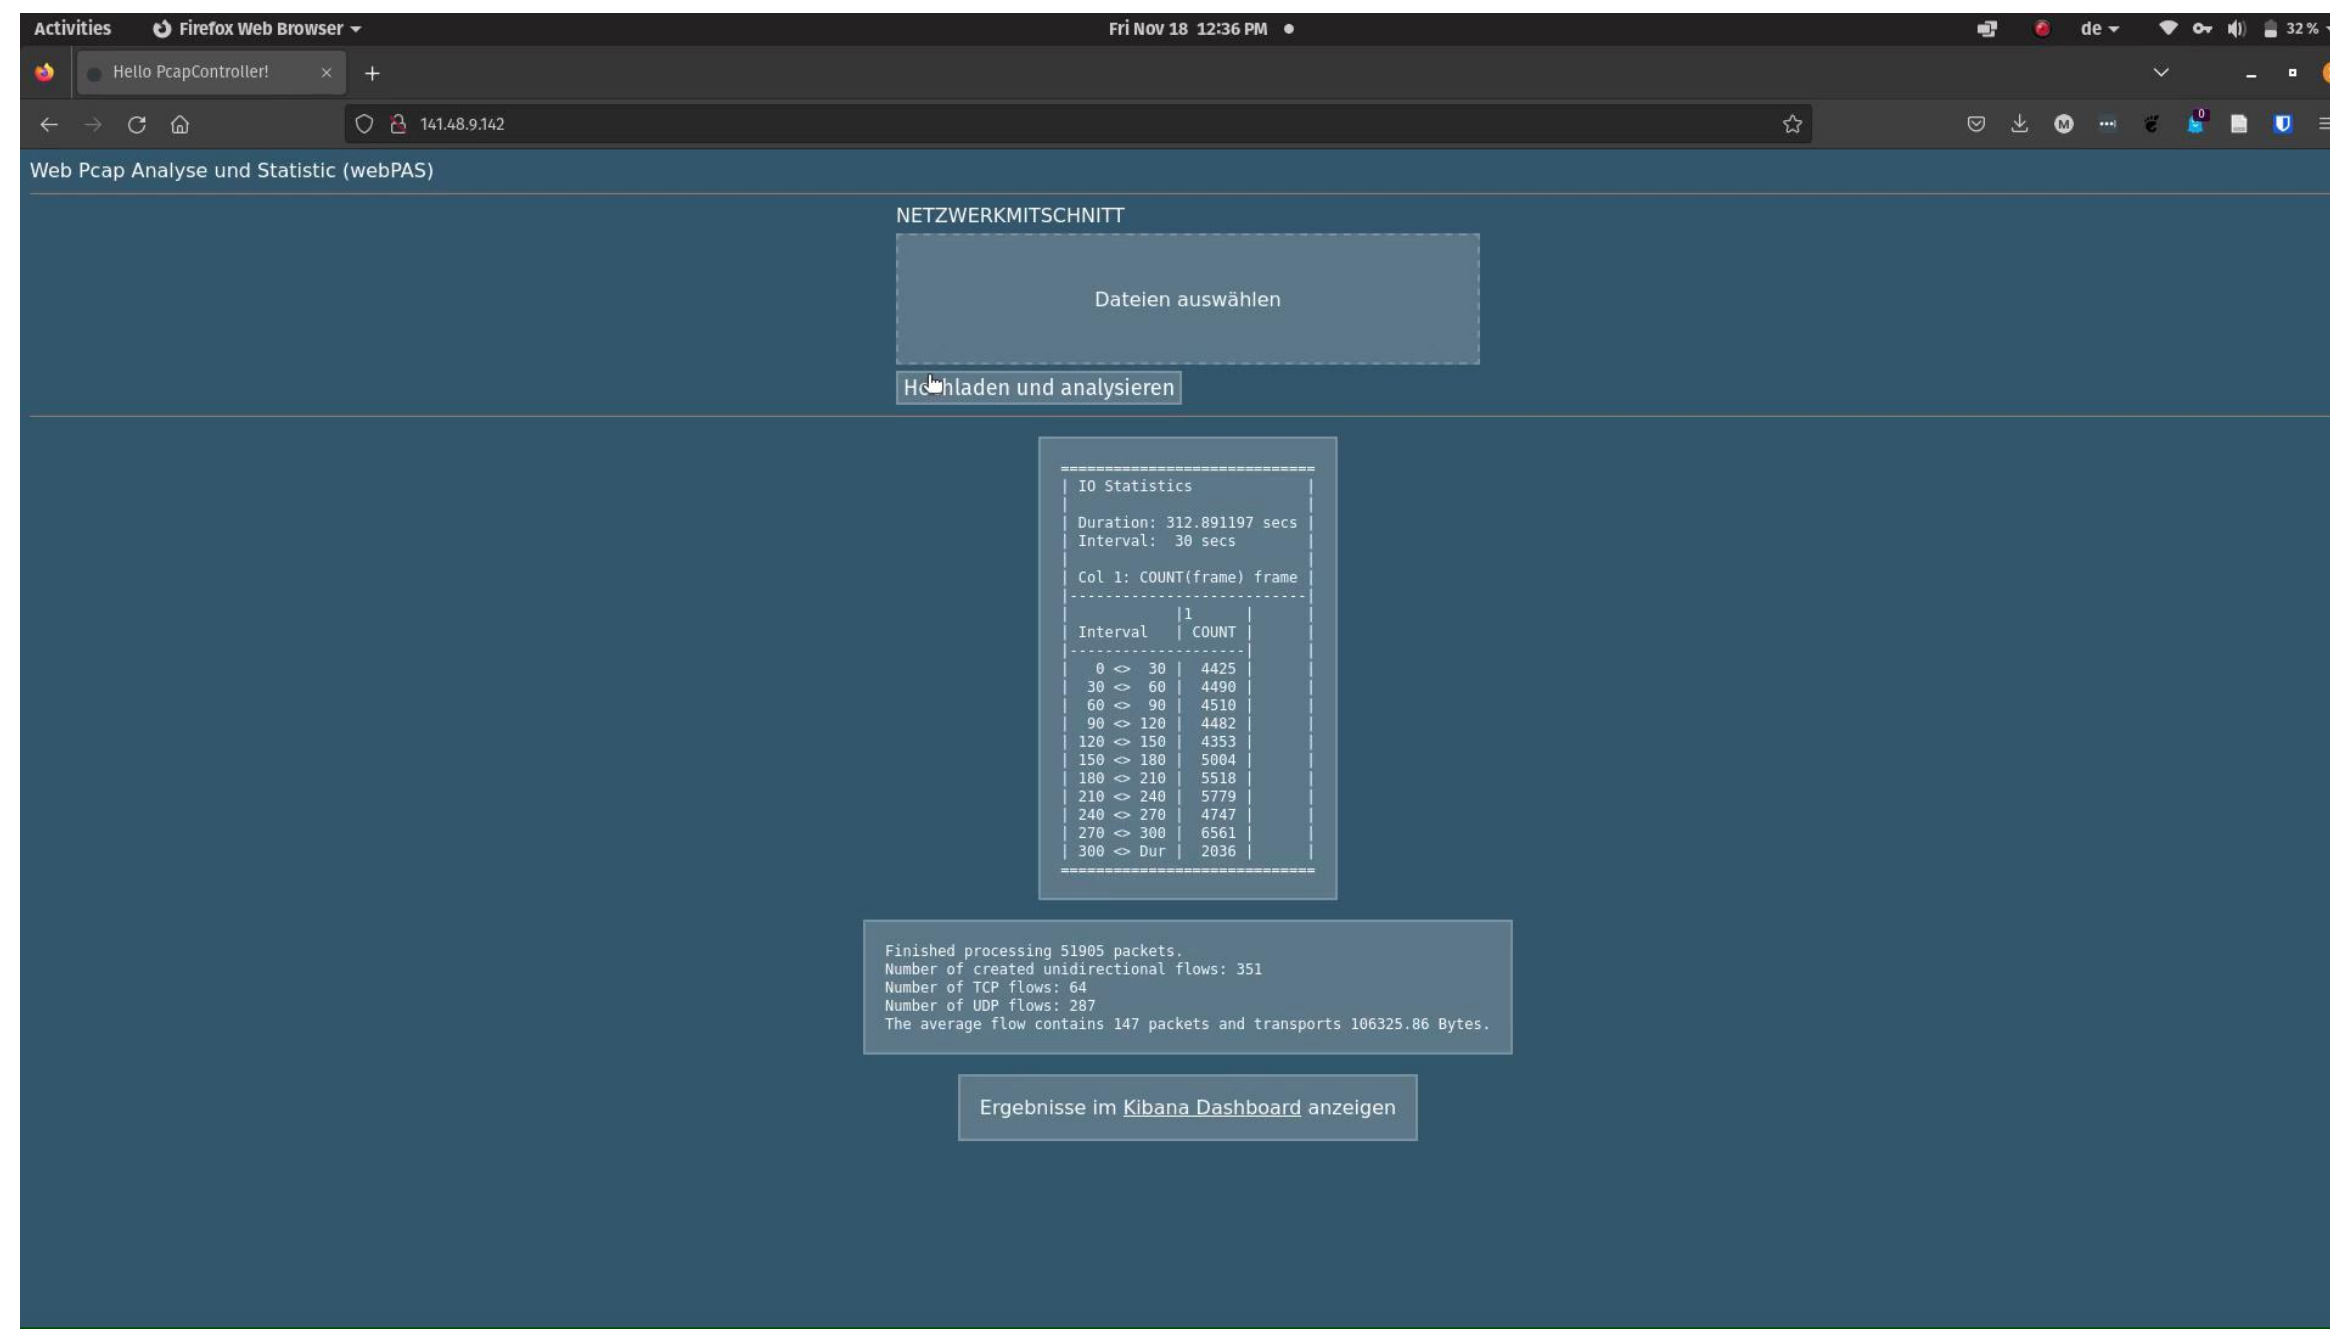 Activities Firefox Web Browser Fri Nov 18 12:36 PM de 32 %
Hello PcapController!
141.48.9.142 M 0
Web Pcap Analyse und Statistic (webPAS)
NETZWERKMITSCHNITT
Dateien auswählen
Hochladen und analysieren
==============================
| IO Statistics |
| |
| Duration: 312.891197 secs |
| Interval: 30 secs |
| |
| Col 1: COUNT(frame) frame |
|---------------------------|
| |1 | |
| Interval | COUNT | |
|--------------------| |
| 0 <> 30 | 4425 | |
| 30 <> 60 | 4490 | |
| 60 <> 90 | 4510 | |
| 90 <> 120 | 4482 | |
| 120 <> 150 | 4353 | |
| 150 <> 180 | 5004 | |
| 180 <> 210 | 5518 | |
| 210 <> 240 | 5779 | |
| 240 <> 270 | 4747 | |
| 270 <> 300 | 6561 | |
| 300 <> Dur | 2036 | |
==============================
Finished processing 51905 packets.
Number of created unidirectional flows: 351
Number of TCP flows: 64
Number of UDP flows: 287
The average flow contains 147 packets and transports 106325.86 Bytes.
Ergebnisse im Kibana Dashboard anzeigen